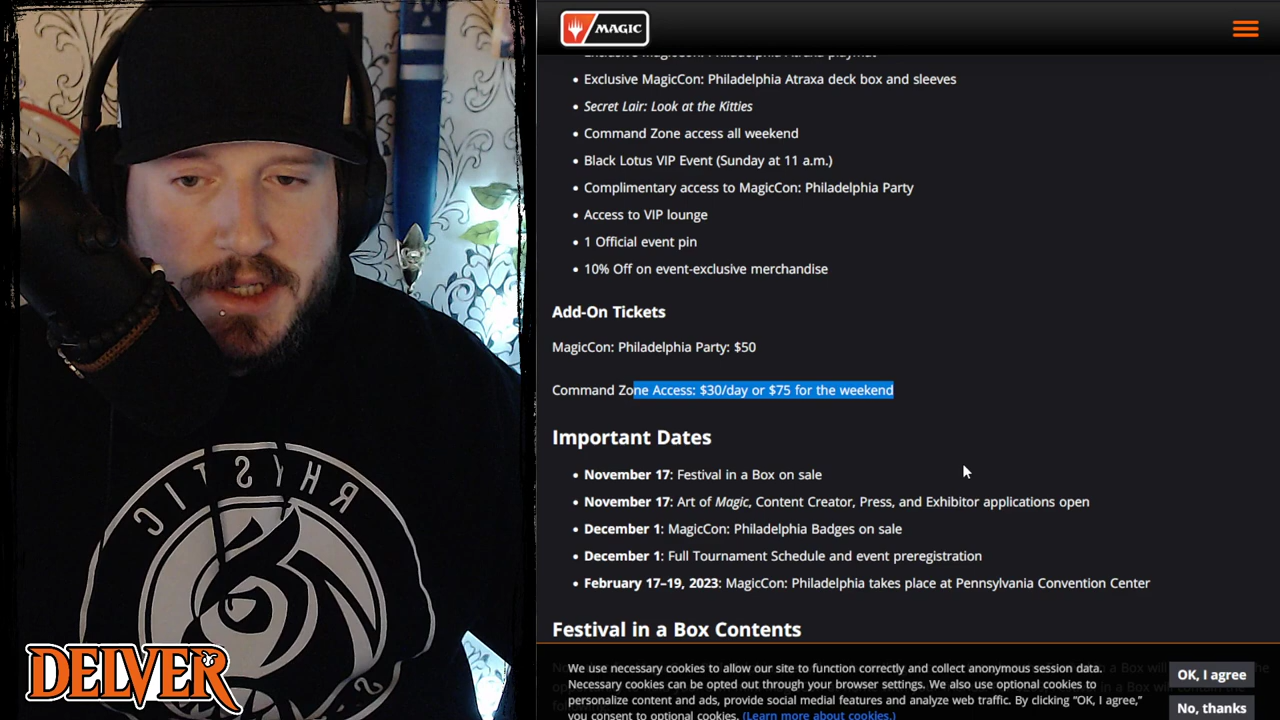 MAGIC
Exclusive MagicCon: Philadelphia Atraxa playmat
• Exclusive MagicCon: Philadelphia Atraxa deck box and sleeves
• Secret Lair: Look at the Kitties
• Command Zone access all weekend
• Black Lotus VIP Event (Sunday at 11 a.m.)
• Complimentary access to MagicCon: Philadelphia Party
• Access to VIP lounge
• 1 Official event pin
• 10% Off on event-exclusive merchandise
Add-On Tickets
MagicCon: Philadelphia Party: $50
Command Zone Access: $30/day or $75 for the weekend
Important Dates
• November 17: Festival in a Box on sale
• November 17: Art of Magic, Content Creator, Press, and Exhibitor applications open
• December 1: MagicCon: Philadelphia Badges on sale
• December 1: Full Tournament Schedule and event preregistration
• February 17–19, 2023: MagicCon: Philadelphia takes place at Pennsylvania Convention Center
Festival in a Box Contents
We use necessary cookies to allow our site to function correctly and collect anonymous session data.
Necessary cookies can be opted out through your browser settings. We also use optional cookies to
personalize content and ads, provide social medial features and analyze web traffic. By clicking “OK, I agree,”
you consent to optional cookies. (Learn more about cookies.)
OK, I agree
No, thanks
RHYSTIC
DELVER